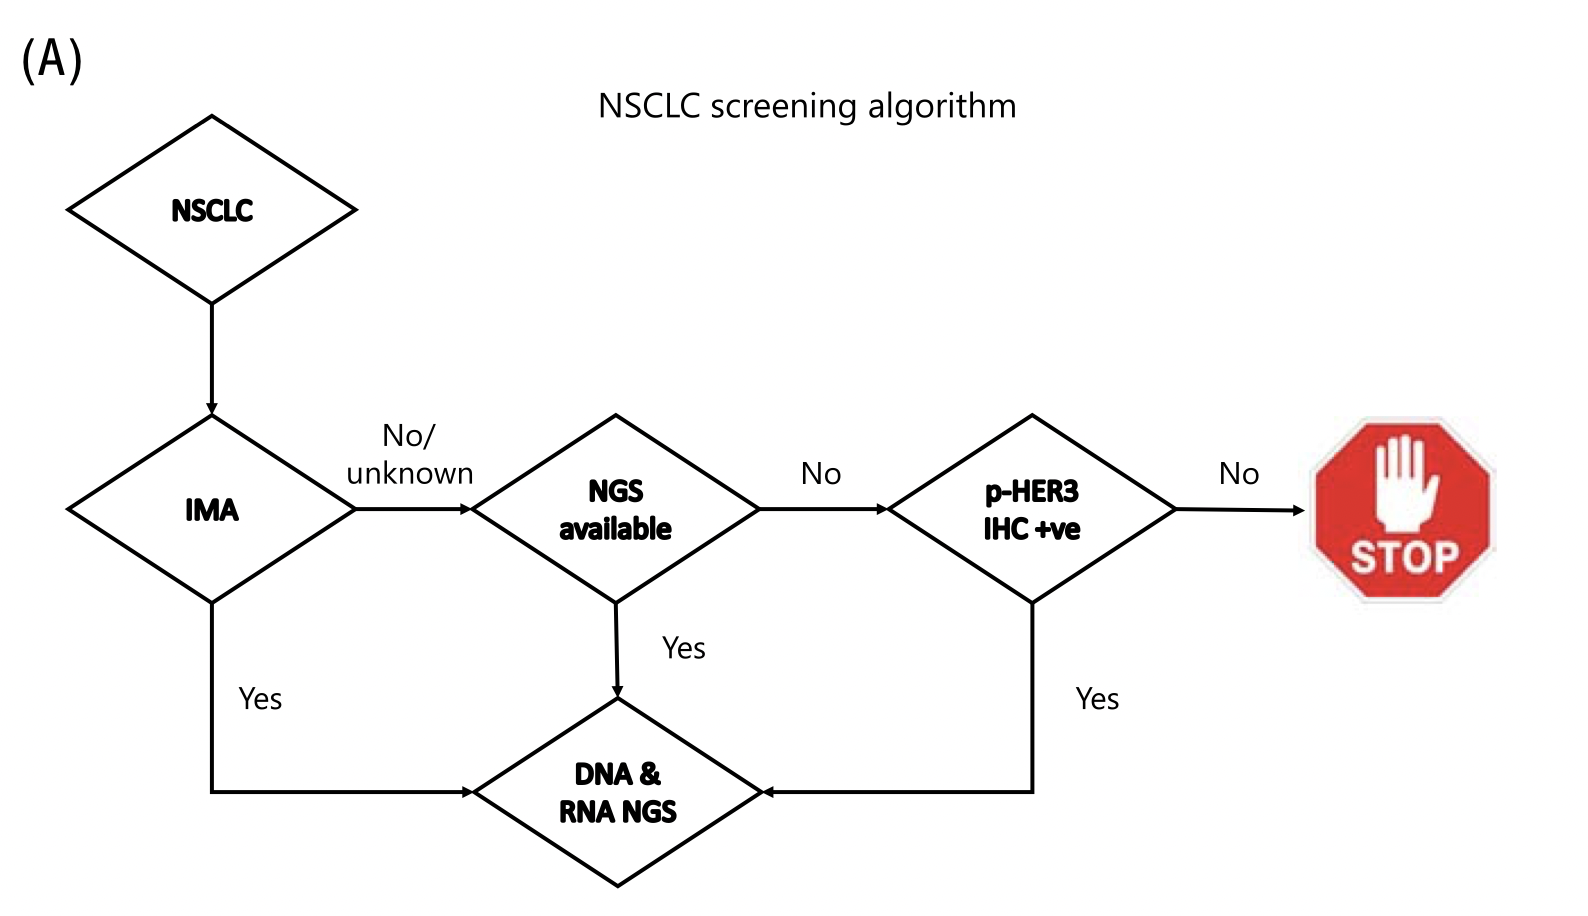 (A)
NSCLC screening algorithm
NSCLC
No/
unknown
IMA
NGS
available
No
p-HER3
IHC +ve
No
STOP
Yes
Yes
Yes
DNA &
RNA NGS